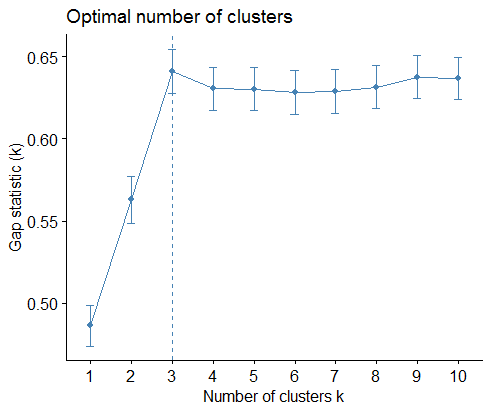 Optimal number of clusters
Gap statistic (k)
0.65
0.60
0.55
0.50
1 2 3 4 5 6 7 8 9 10
Number of clusters k